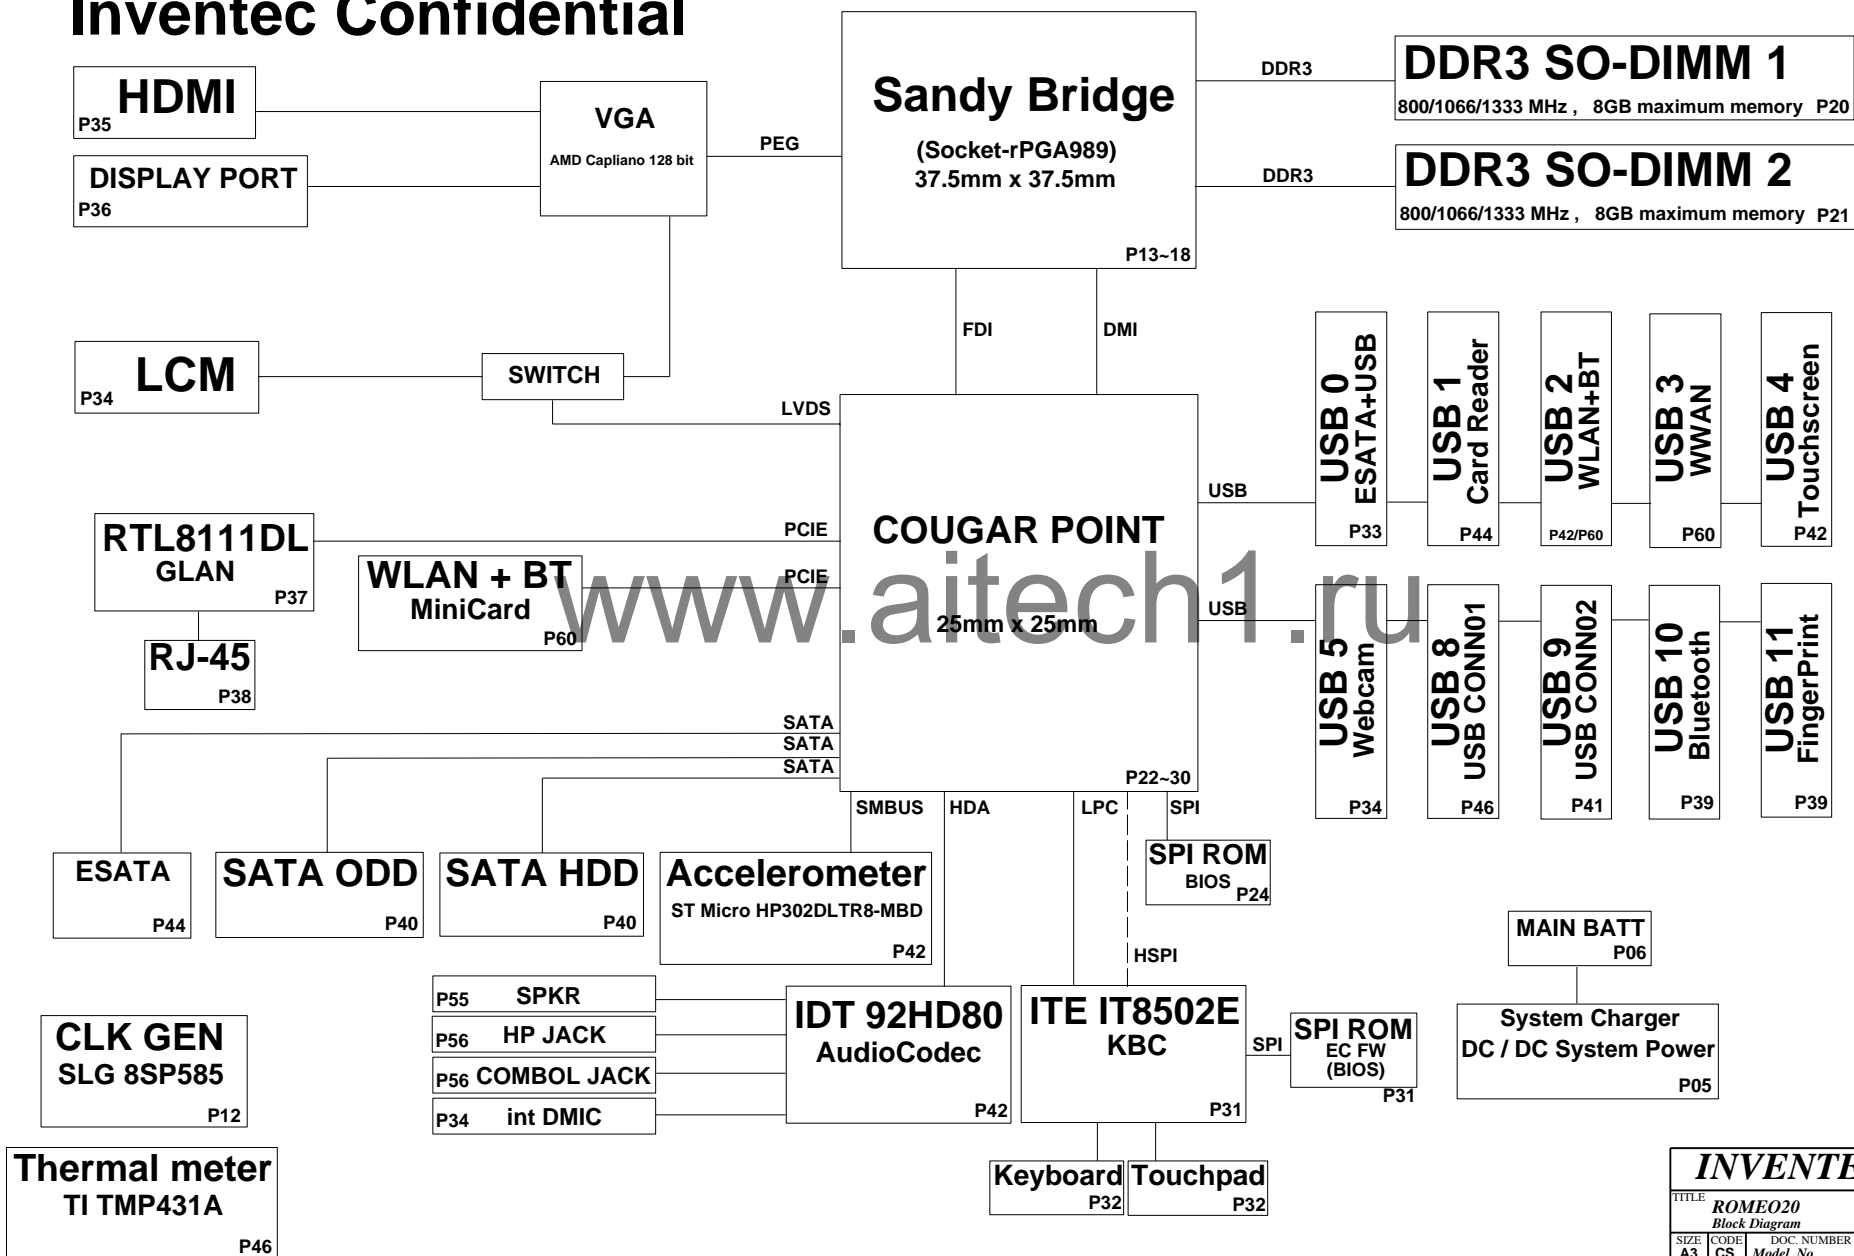 Inventec Confidential
HDMI
P35
DISPLAY PORT
P36
VGA
AMD Capliano 128 bit
PEG
Sandy Bridge
(Socket-rPGA989)
37.5mm x 37.5mm
P13~18
DDR3
DDR3 SO-DIMM 1
800/1066/1333 MHz , 8GB maximum memory P20
DDR3
DDR3 SO-DIMM 2
800/1066/1333 MHz , 8GB maximum memory P21
FDI
DMI
LCM
P34
SWITCH
LVDS
COUGAR POINT
25mm x 25mm
P22~30
www.aitech1.ru
USB
USB 0
ESATA+USB
P33
USB 1
Card Reader
P44
USB 2
WLAN+BT
P42/P60
USB 3
WWAN
P60
USB 4
Touchscreen
P42
RTL8111DL
GLAN
P37
PCIE
WLAN + BT
MiniCard
P60
PCIE
RJ-45
P38
USB
USB 5
Webcam
P34
USB 8
USB CONN01
P46
USB 9
USB CONN02
P41
USB 10
Bluetooth
P39
USB 11
FingerPrint
P39
SATA
SATA
SATA
SMBUS
HDA
LPC
SPI
ESATA
P44
SATA ODD
P40
SATA HDD
P40
Accelerometer
ST Micro HP302DLTR8-MBD
P42
SPI ROM
BIOS
P24
HSPI
MAIN BATT
P06
System Charger
DC / DC System Power
P05
P55 SPKR
P56 HP JACK
P56 COMBOL JACK
P34 int DMIC
IDT 92HD80
AudioCodec
P42
ITE IT8502E
KBC
P31
SPI
SPI ROM
EC FW
(BIOS)
P31
CLK GEN
SLG 8SP585
P12
Keyboard
P32
Touchpad
P32
Thermal meter
TI TMP431A
P46
INVENTE
TITLE
ROMEO20
Block Diagram
SIZE CODE DOC. NUMBER
A3 CS Model_No